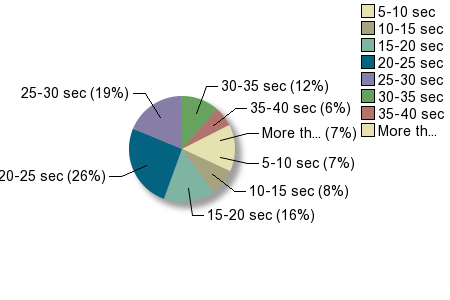 5-10 sec
10-15 sec
15-20 sec
20-25 sec
25-30 sec
30-35 sec
35-40 sec
More th...
30-35 sec (12%)
25-30 sec (19%)
35-40 sec (6%)
More th... (7%)
5-10 sec (7%)
20-25 sec (26%)
10-15 sec (8%)
15-20 sec (16%)